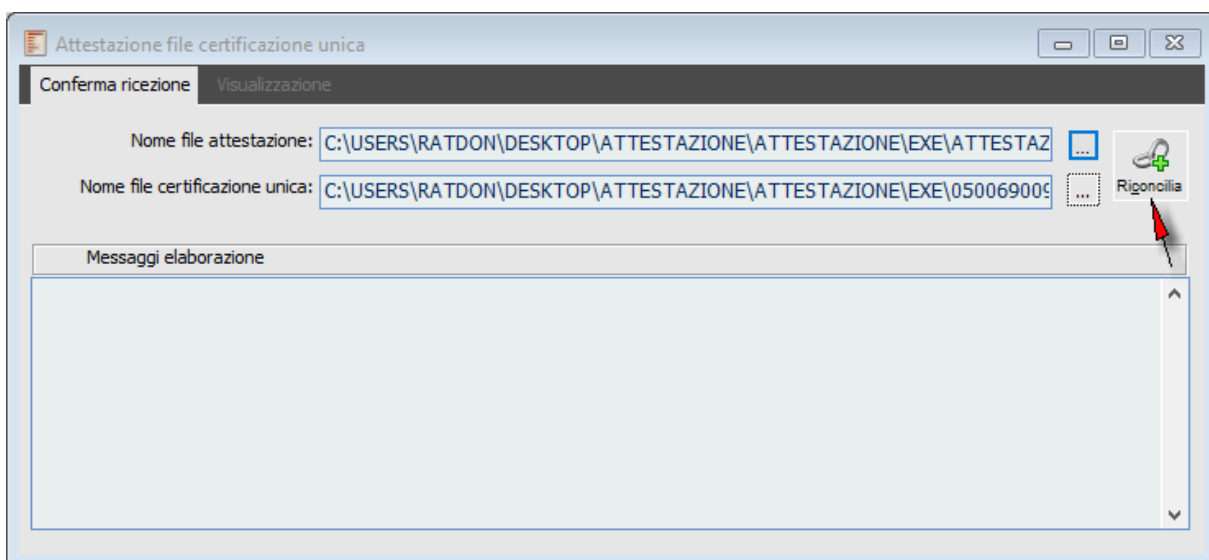 Attestazione file certificazione unica
Conferma ricezione Visualizzazione
Nome file attestazione: C:\USERS\RATDON\DESKTOP\ATTESTAZIONE\ATTESTAZIONE\EXE\ATTESTAZ ...
Nome file certificazione unica: C:\USERS\RATDON\DESKTOP\ATTESTAZIONE\ATTESTAZIONE\EXE\050069009 ...
Riconcilia
Messaggi elaborazione